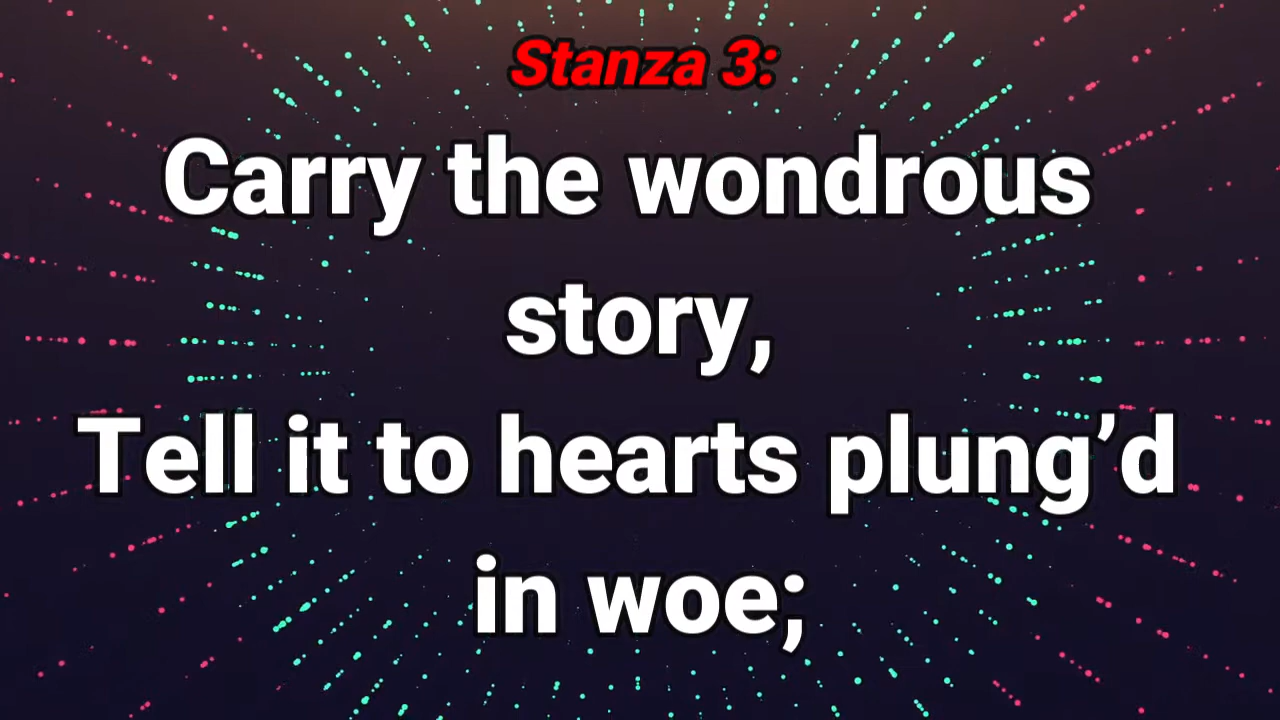 Stanza 3:
Carry the wondrous
story,
Tell it to hearts plung’d
in woe;